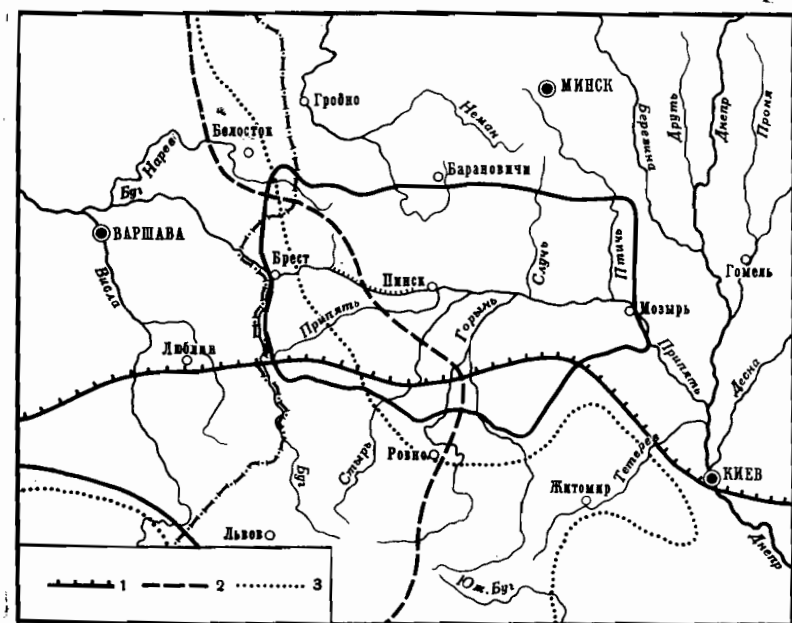 МИНСК
Гродно
Неман
Березина
Друть
Днепр
Проня
Белосток
Нарев
Барановичи
Буг
ВАРШАВА
Случь
Птичь
Гомель
Брест
Пинск
Висла
Припять
Горынь
Мозырь
Люблин
Припять
Десна
Стырь
Ровно
Тетерев
Буг
Житомир
КИЕВ
Львов
Днепр
Юж. Буг
1
2
3